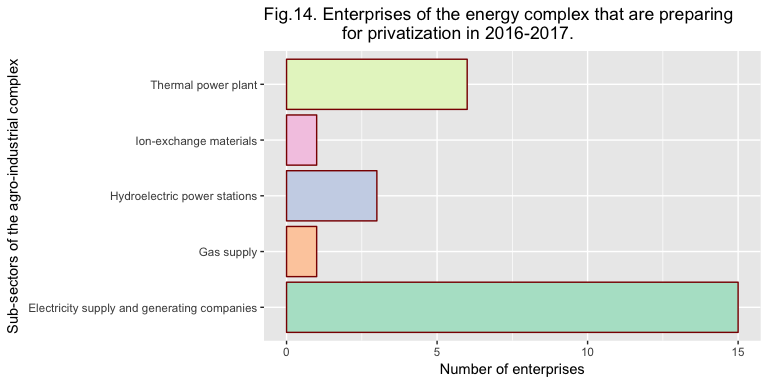 Fig.14. Enterprises of the energy complex that are preparing
for privatization in 2016-2017.
Sub-sectors of the agro-industrial complex
Thermal power plant
Ion-exchange materials
Hydroelectric power stations
Gas supply
Electricity supply and generating companies
0
5
10
15
Number of enterprises